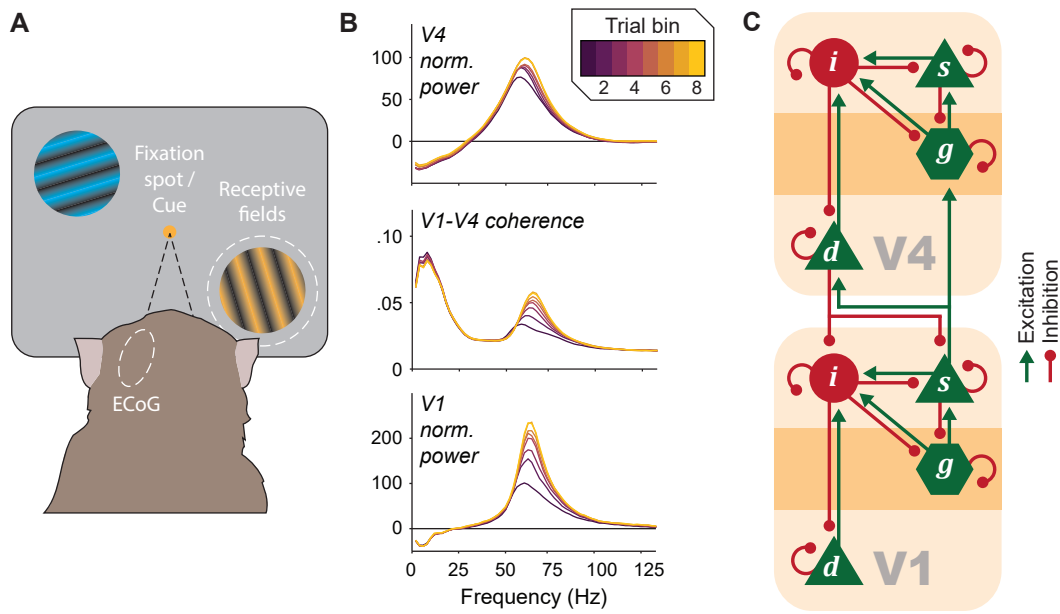 A
Fixation
spot /
Cue
Receptive
fields
ECoG
B
V4
norm.
power
100
50
0
Trial bin
2 4 6 8
V1-V4 coherence
.10
0.05
0.00
V1
norm.
power
200
100
0
0 25 50 75 100 125
Frequency (Hz)
C
i
s
g
d
V4
i
s
g
d
V1
Excitation
Inhibition